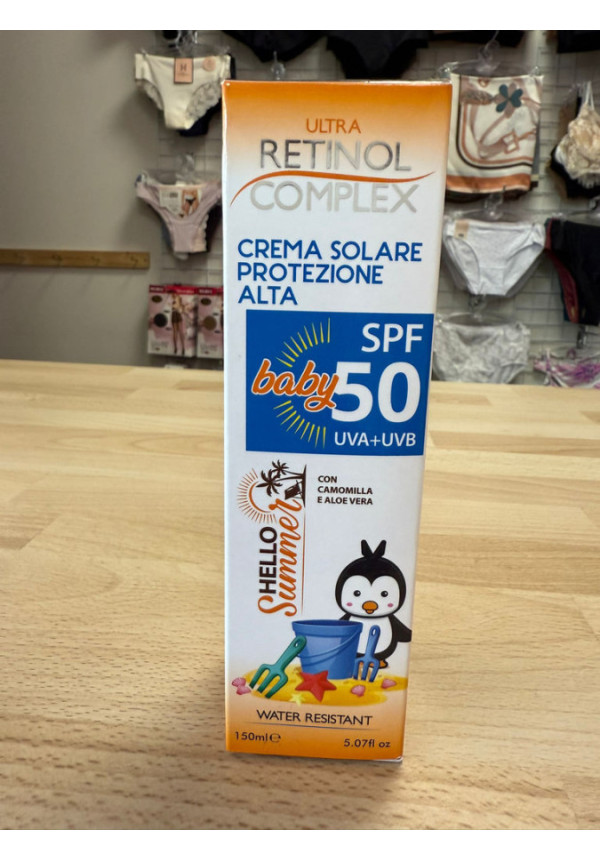 ULTRA
RETINOL
COMPLEX
CREMA SOLARE
PROTEZIONE
ALTA
SPF
baby 50
UVA+UVB
CON
CAMOMILLA
E ALOE VERA
HELLO
Summer
WATER RESISTANT
150ml℮ 5.07fl oz